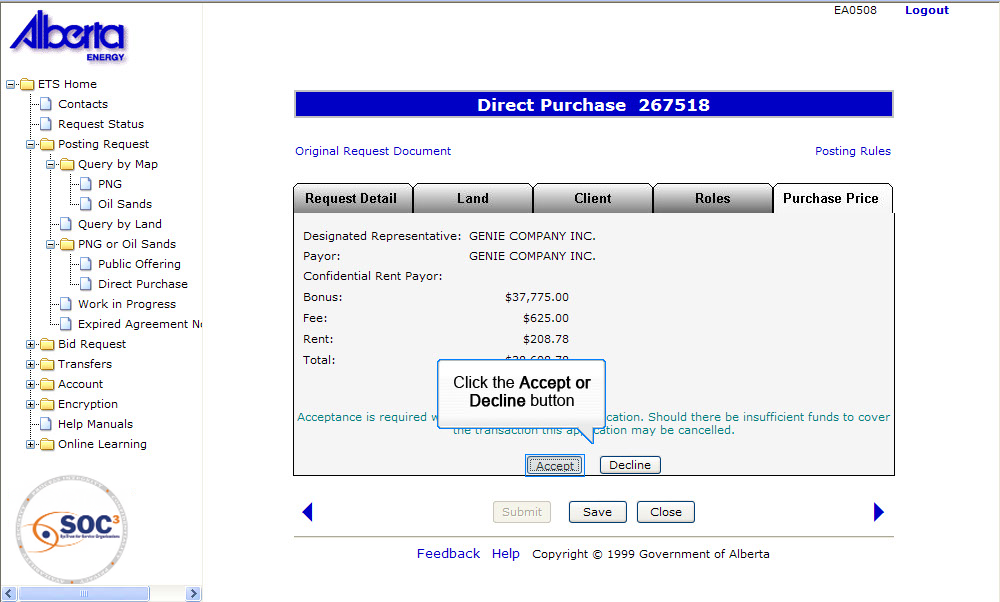 EA0508 Logout
Alberta
ENERGY
ETS Home
Contacts
Request Status
Posting Request
Query by Map
PNG
Oil Sands
Query by Land
PNG or Oil Sands
Public Offering
Direct Purchase
Work in Progress
Expired Agreement No
Bid Request
Transfers
Account
Encryption
Help Manuals
Online Learning
SOC3
Direct Purchase 267518
Original Request Document Posting Rules
Request Detail Land Client Roles Purchase Price
Designated Representative: GENIE COMPANY INC.
Payor: GENIE COMPANY INC.
Confidential Rent Payor:
Bonus: $37,775.00
Fee: $625.00
Rent: $208.78
Total:
Click the Accept or
Decline button
Acceptance is required cation. Should there be insufficient funds to cover
the transaction this application may be cancelled.
Accept Decline
Submit Save Close
Feedback Help Copyright © 1999 Government of Alberta